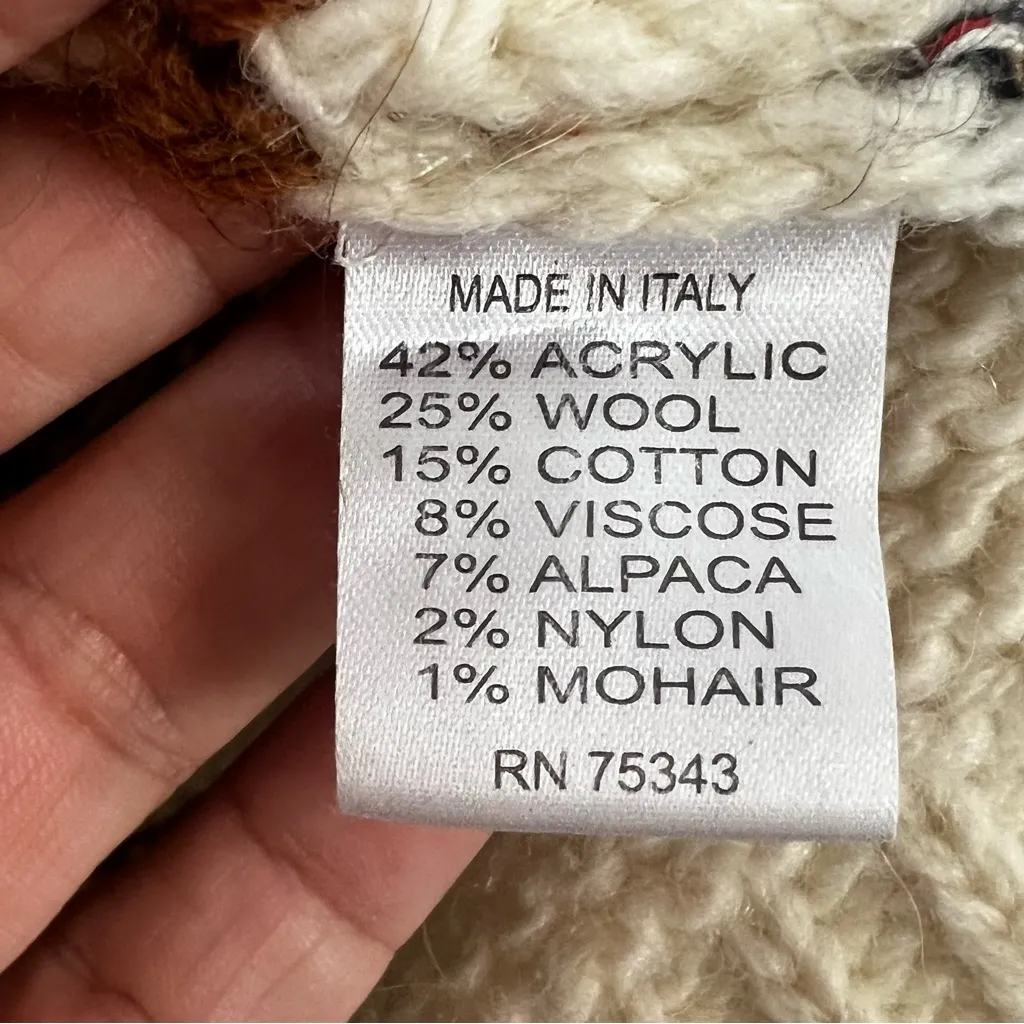 MADE IN ITALY
42% ACRYLIC
25% WOOL
15% COTTON
8% VISCOSE
7% ALPACA
2% NYLON
1% MOHAIR
RN 75343